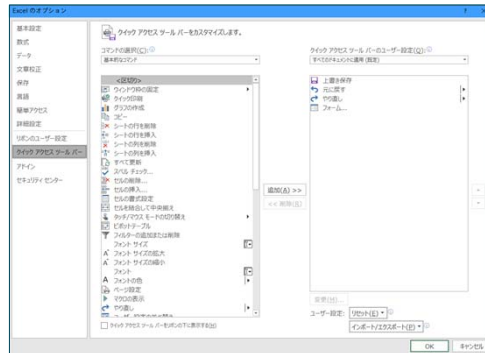 Excel のオプション
基本設定
数式
データ
文章校正
保存
言語
簡単アクセス
詳細設定
リボンのユーザー設定
クイック アクセス ツール バー
アドイン
セキュリティ センター
クイック アクセス ツール バーをカスタマイズします。
コマンドの選択(C):
基本的なコマンド
<区切り>
ウィンドウ枠の固定
クイック印刷
グラフの作成
コピー
シートの行を削除
シートの行を挿入
シートの列を削除
シートの列を挿入
すべて更新
スペル チェック...
セルの削除...
セルの挿入...
セルの書式設定
セルを結合して中央揃え
タッチ/マウス モードの切り替え
ピボットテーブル
フィルターの追加または削除
フォント サイズ
フォント サイズの拡大
フォント サイズの縮小
フォント
フォントの色
ページ設定
マクロの表示
やり直し
クイック アクセス ツール バーをリボンの下に表示する(H)
追加(A) >>
<< 削除(R)
クイック アクセス ツール バーのユーザー設定(Q):
すべてのドキュメントに適用 (既定)
上書き保存
元に戻す
やり直し
フォーム...
変更(M)...
ユーザー設定:
リセット(E)
インポート/エクスポート(P)
OK
キャンセル